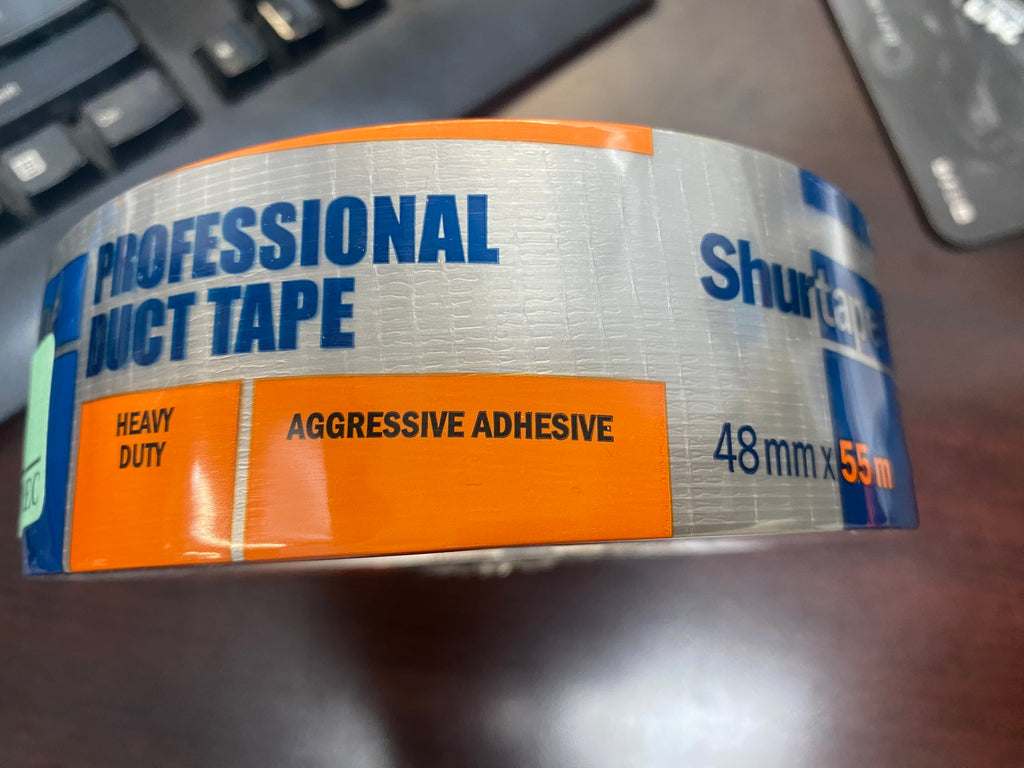 PROFESSIONAL
DUCT TAPE
HEAVY
DUTY
AGGRESSIVE ADHESIVE
Shurtape
48 mm x 55 m